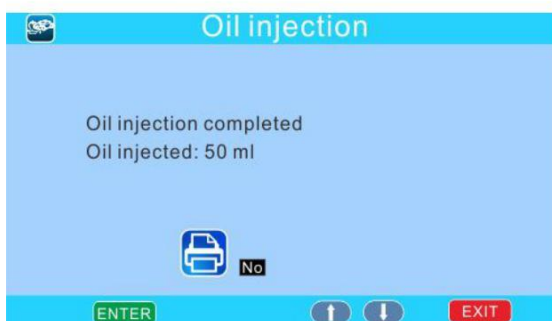 Oil injection
Oil injection completed
Oil injected: 50 ml
No
ENTER
EXIT